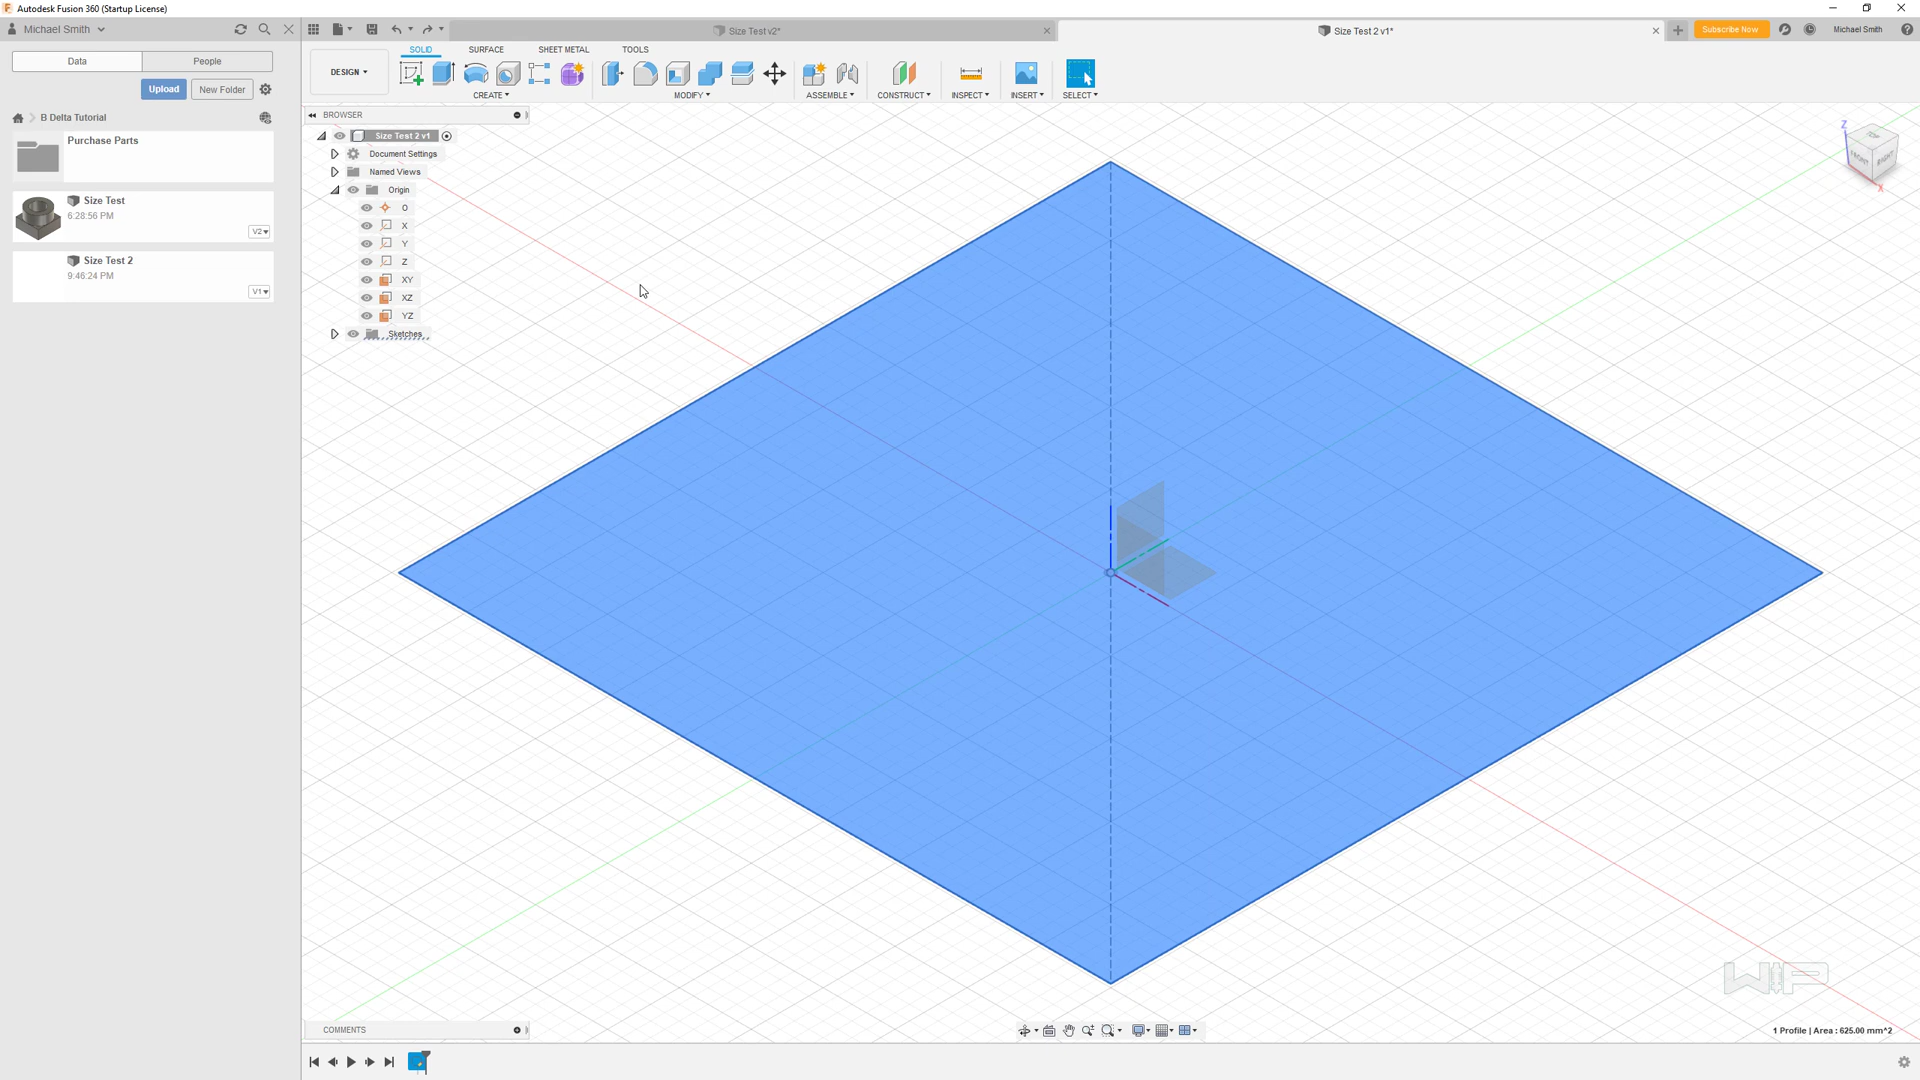 Autodesk Fusion 360 (Startup License)
Michael Smith
Size Test v2*
Size Test 2 v1*
Subscribe Now
Michael Smith
Data
People
Upload
New Folder
B Delta Tutorial
Purchase Parts
Size Test
6:28:56 PM
V2
Size Test 2
9:46:24 PM
V1
DESIGN
SOLID
SURFACE
SHEET METAL
TOOLS
CREATE
MODIFY
ASSEMBLE
CONSTRUCT
INSPECT
INSERT
SELECT
BROWSER
Size Test 2 v1
Document Settings
Named Views
Origin
O
X
Y
Z
XY
XZ
YZ
Sketches
Z
FRONT
RIGHT
X
WIP
COMMENTS
1 Profile | Area : 625.00 mm^2